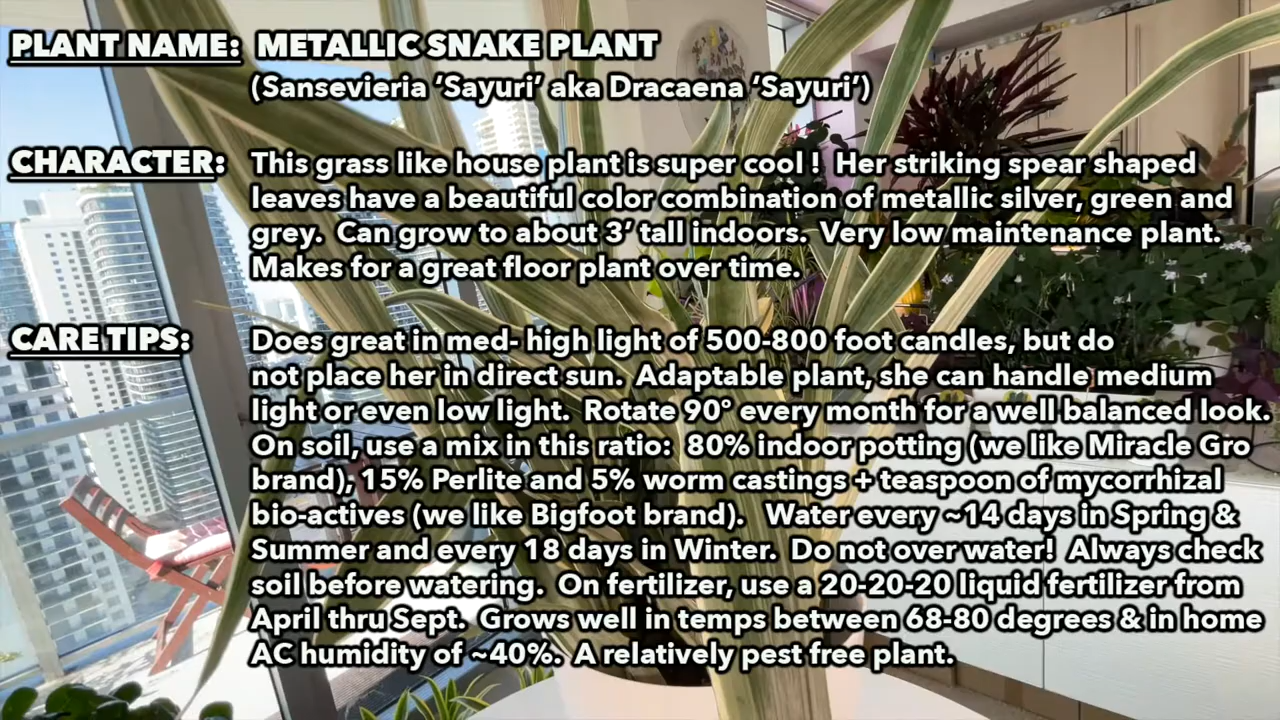 PLANT NAME: METALLIC SNAKE PLANT
(Sansevieria ‘Sayuri’ aka Dracaena ‘Sayuri’)
CHARACTER: This grass like house plant is super cool ! Her striking spear shaped
leaves have a beautiful color combination of metallic silver, green and
grey. Can grow to about 3’ tall indoors. Very low maintenance plant.
Makes for a great floor plant over time.
CARE TIPS: Does great in med- high light of 500-800 foot candles, but do
not place her in direct sun. Adaptable plant, she can handle medium
light or even low light. Rotate 90º every month for a well balanced look.
On soil, use a mix in this ratio: 80% indoor potting (we like Miracle Gro
brand), 15% Perlite and 5% worm castings + teaspoon of mycorrhizal
bio-actives (we like Bigfoot brand). Water every ~14 days in Spring &
Summer and every 18 days in Winter. Do not over water! Always check
soil before watering. On fertilizer, use a 20-20-20 liquid fertilizer from
April thru Sept. Grows well in temps between 68-80 degrees & in home
AC humidity of ~40%. A relatively pest free plant.